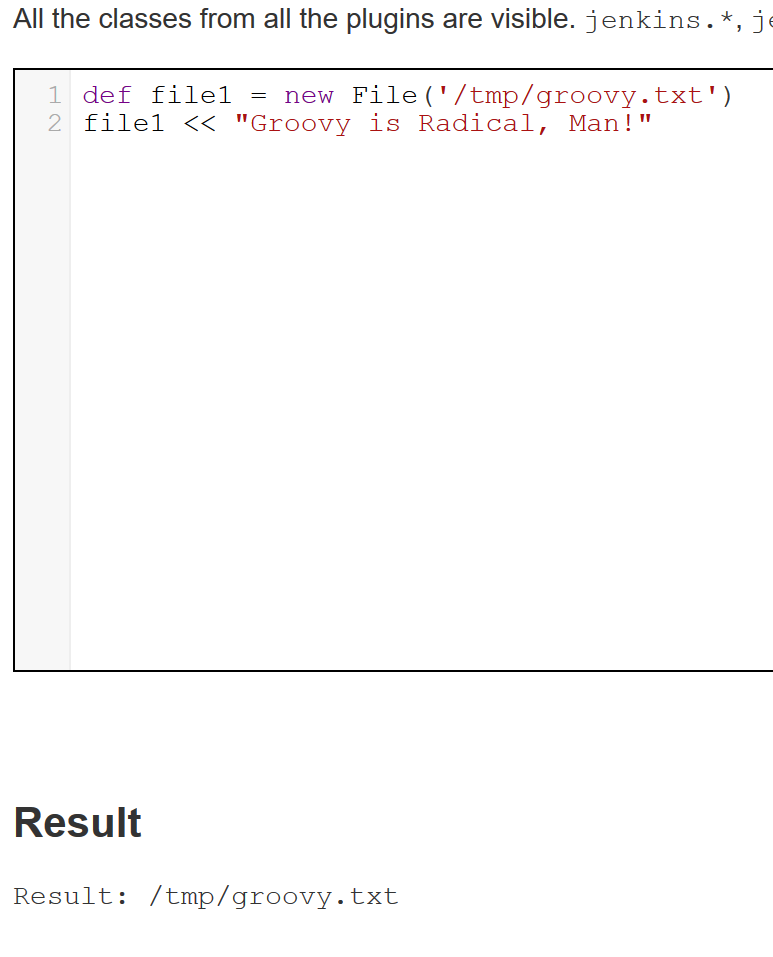 All the classes from all the plugins are visible. jenkins.*, je
1 def file1 = new File('/tmp/groovy.txt')
2 file1 << "Groovy is Radical, Man!"
Result
Result: /tmp/groovy.txt